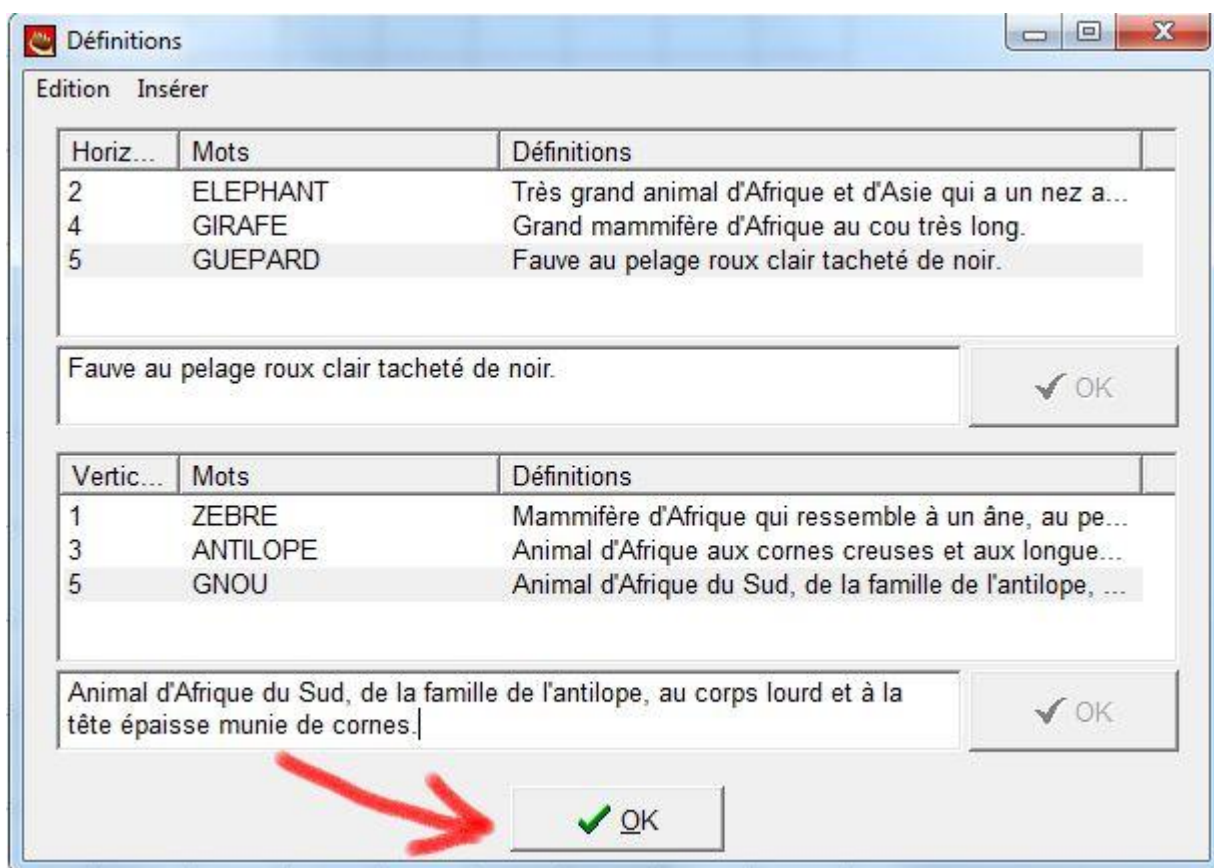 Définitions
Edition Insérer
Horiz... Mots Définitions
2 ELEPHANT Très grand animal d'Afrique et d'Asie qui a un nez a...
4 GIRAFE Grand mammifère d'Afrique au cou très long.
5 GUEPARD Fauve au pelage roux clair tacheté de noir.
Fauve au pelage roux clair tacheté de noir.
OK
Vertic... Mots Définitions
1 ZEBRE Mammifère d'Afrique qui ressemble à un âne, au pe...
3 ANTILOPE Animal d'Afrique aux cornes creuses et aux longue...
5 GNOU Animal d'Afrique du Sud, de la famille de l'antilope, ...
Animal d'Afrique du Sud, de la famille de l'antilope, au corps lourd et à la
tête épaisse munie de cornes.
OK
OK